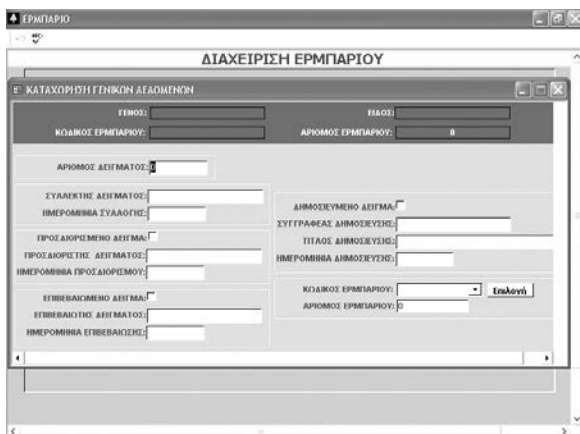 ΕΡΜΠΑΡΙΟ
ΔΙΑΧΕΙΡΙΣΗ ΕΡΜΠΑΡΙΟΥ
ΚΑΤΑΧΩΡΗΣΗ ΓΕΝΙΚΩΝ ΔΕΔΟΜΕΝΩΝ
ΓΕΝΟΣ: ΕΙΔΟΣ:
ΚΩΔΙΚΟΣ ΕΡΜΠΑΡΙΟΥ: ΑΡΙΘΜΟΣ ΕΡΜΠΑΡΙΟΥ: 0
ΑΡΙΘΜΟΣ ΔΕΙΓΜΑΤΟΣ: 0
ΣΥΛΛΕΚΤΗΣ ΔΕΙΓΜΑΤΟΣ:
ΗΜΕΡΟΜΗΝΙΑ ΣΥΛΛΟΓΗΣ:
ΠΡΟΣΔΙΟΡΙΣΜΕΝΟ ΔΕΙΓΜΑ:
ΠΡΟΣΔΙΟΡΙΣΤΗΣ ΔΕΙΓΜΑΤΟΣ:
ΗΜΕΡΟΜΗΝΙΑ ΠΡΟΣΔΙΟΡΙΣΜΟΥ:
ΕΠΙΒΕΒΑΙΩΜΕΝΟ ΔΕΙΓΜΑ:
ΕΠΙΒΕΒΑΙΩΤΗΣ ΔΕΙΓΜΑΤΟΣ:
ΗΜΕΡΟΜΗΝΙΑ ΕΠΙΒΕΒΑΙΩΣΗΣ:
ΔΗΜΟΣΙΕΥΜΕΝΟ ΔΕΙΓΜΑ:
ΣΥΓΓΡΑΦΕΑΣ ΔΗΜΟΣΙΕΥΣΗΣ:
ΤΙΤΛΟΣ ΔΗΜΟΣΙΕΥΣΗΣ:
ΗΜΕΡΟΜΗΝΙΑ ΔΗΜΟΣΙΕΥΣΗΣ:
ΚΩΔΙΚΟΣ ΕΡΜΠΑΡΙΟΥ: Επιλογή
ΑΡΙΘΜΟΣ ΕΡΜΠΑΡΙΟΥ: 0